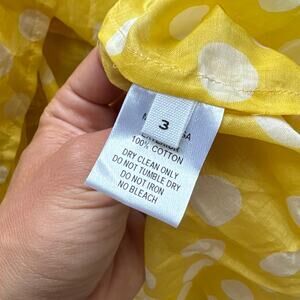 3
100% COTTON
DRY CLEAN ONLY
DO NOT TUMBLE DRY
DO NOT IRON
NO BLEACH